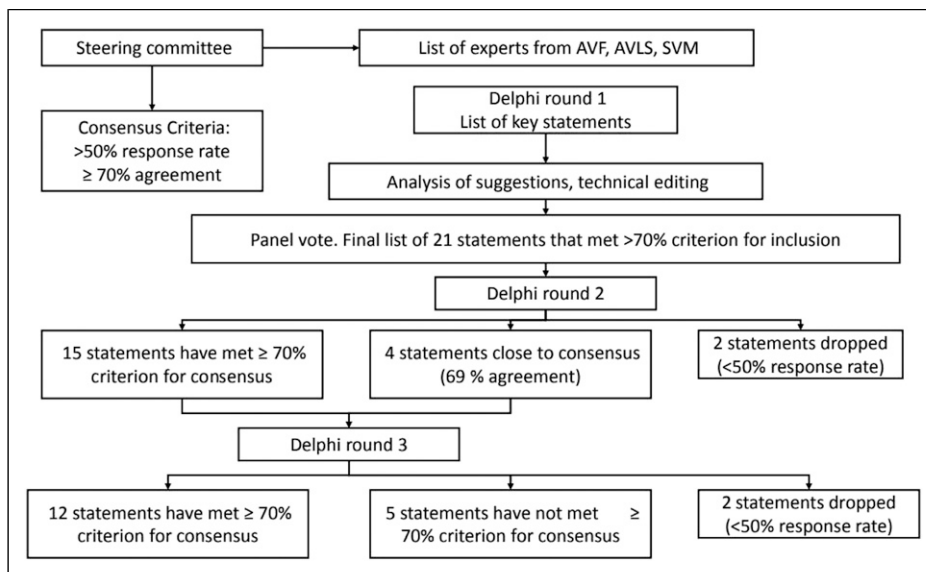 Steering committee
List of experts from AVF, AVLS, SVM
Consensus Criteria:
>50% response rate
≥ 70% agreement
Delphi round 1
List of key statements
Analysis of suggestions, technical editing
Panel vote. Final list of 21 statements that met >70% criterion for inclusion
Delphi round 2
15 statements have met ≥ 70%
criterion for consensus
4 statements close to consensus
(69 % agreement)
2 statements dropped
(<50% response rate)
Delphi round 3
12 statements have met ≥ 70%
criterion for consensus
5 statements have not met ≥
70% criterion for consensus
2 statements dropped
(<50% response rate)